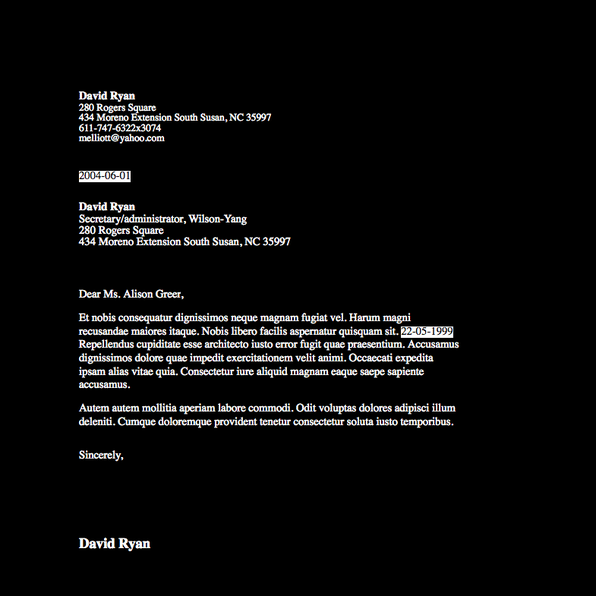 David Ryan
280 Rogers Square
434 Moreno Extension South Susan, NC 35997
611-747-6322x3074
melliott@yahoo.com
2004-06-01
David Ryan
Secretary/administrator, Wilson-Yang
280 Rogers Square
434 Moreno Extension South Susan, NC 35997
Dear Ms. Alison Greer,
Et nobis consequatur dignissimos neque magnam fugiat vel. Harum magni
recusandae maiores itaque. Nobis libero facilis aspernatur quisquam sit. 22-05-1999
Repellendus cupiditate esse architecto iusto error fugit quae praesentium. Accusamus
dignissimos dolore quae impedit exercitationem velit animi. Occaecati expedita
ipsam alias vitae quia. Consectetur iure aliquid magnam eaque saepe sapiente
accusamus.
Autem autem mollitia aperiam labore commodi. Odit voluptas dolores adipisci illum
deleniti. Cumque doloremque provident tenetur consectetur soluta iusto temporibus.
Sincerely,
David Ryan